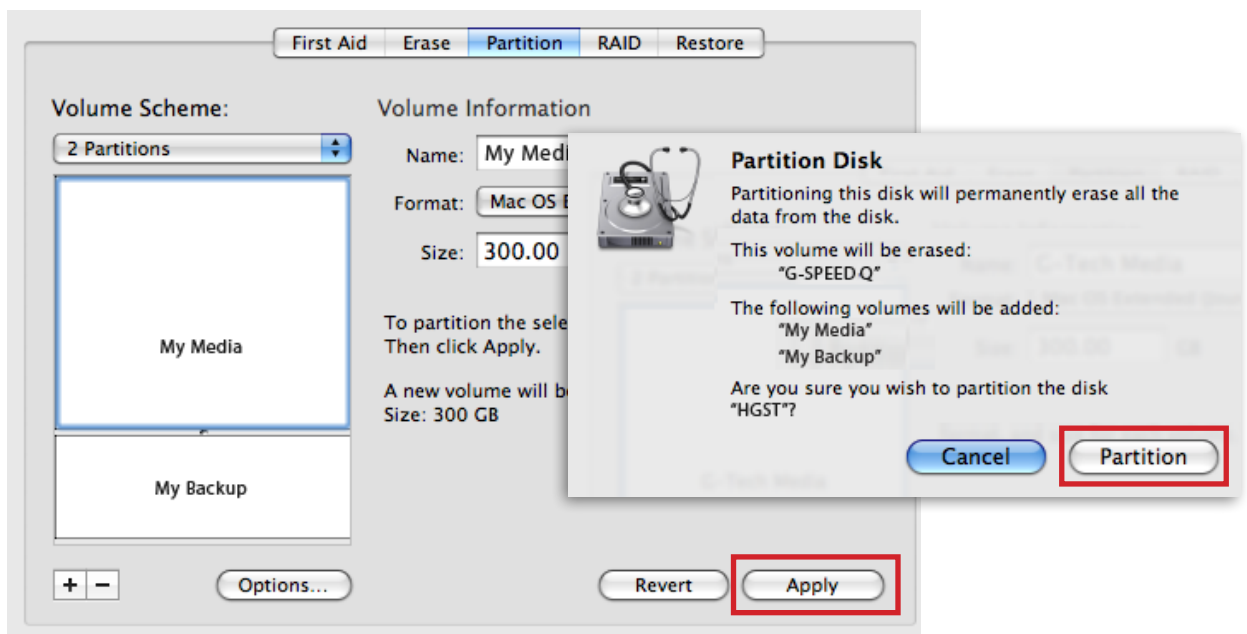 First Aid Erase Partition RAID Restore
Volume Scheme:
2 Partitions
My Media
My Backup
+ −
Options...
Volume Information
Name: My Medi
Format: Mac OS E
Size: 300.00
To partition the sele
Then click Apply.
A new volume will b
Size: 300 GB
Revert
Apply
Partition Disk
Partitioning this disk will permanently erase all the
data from the disk.
This volume will be erased:
"G-SPEED Q"
The following volumes will be added:
"My Media"
"My Backup"
Are you sure you wish to partition the disk
"HGST"?
Cancel
Partition